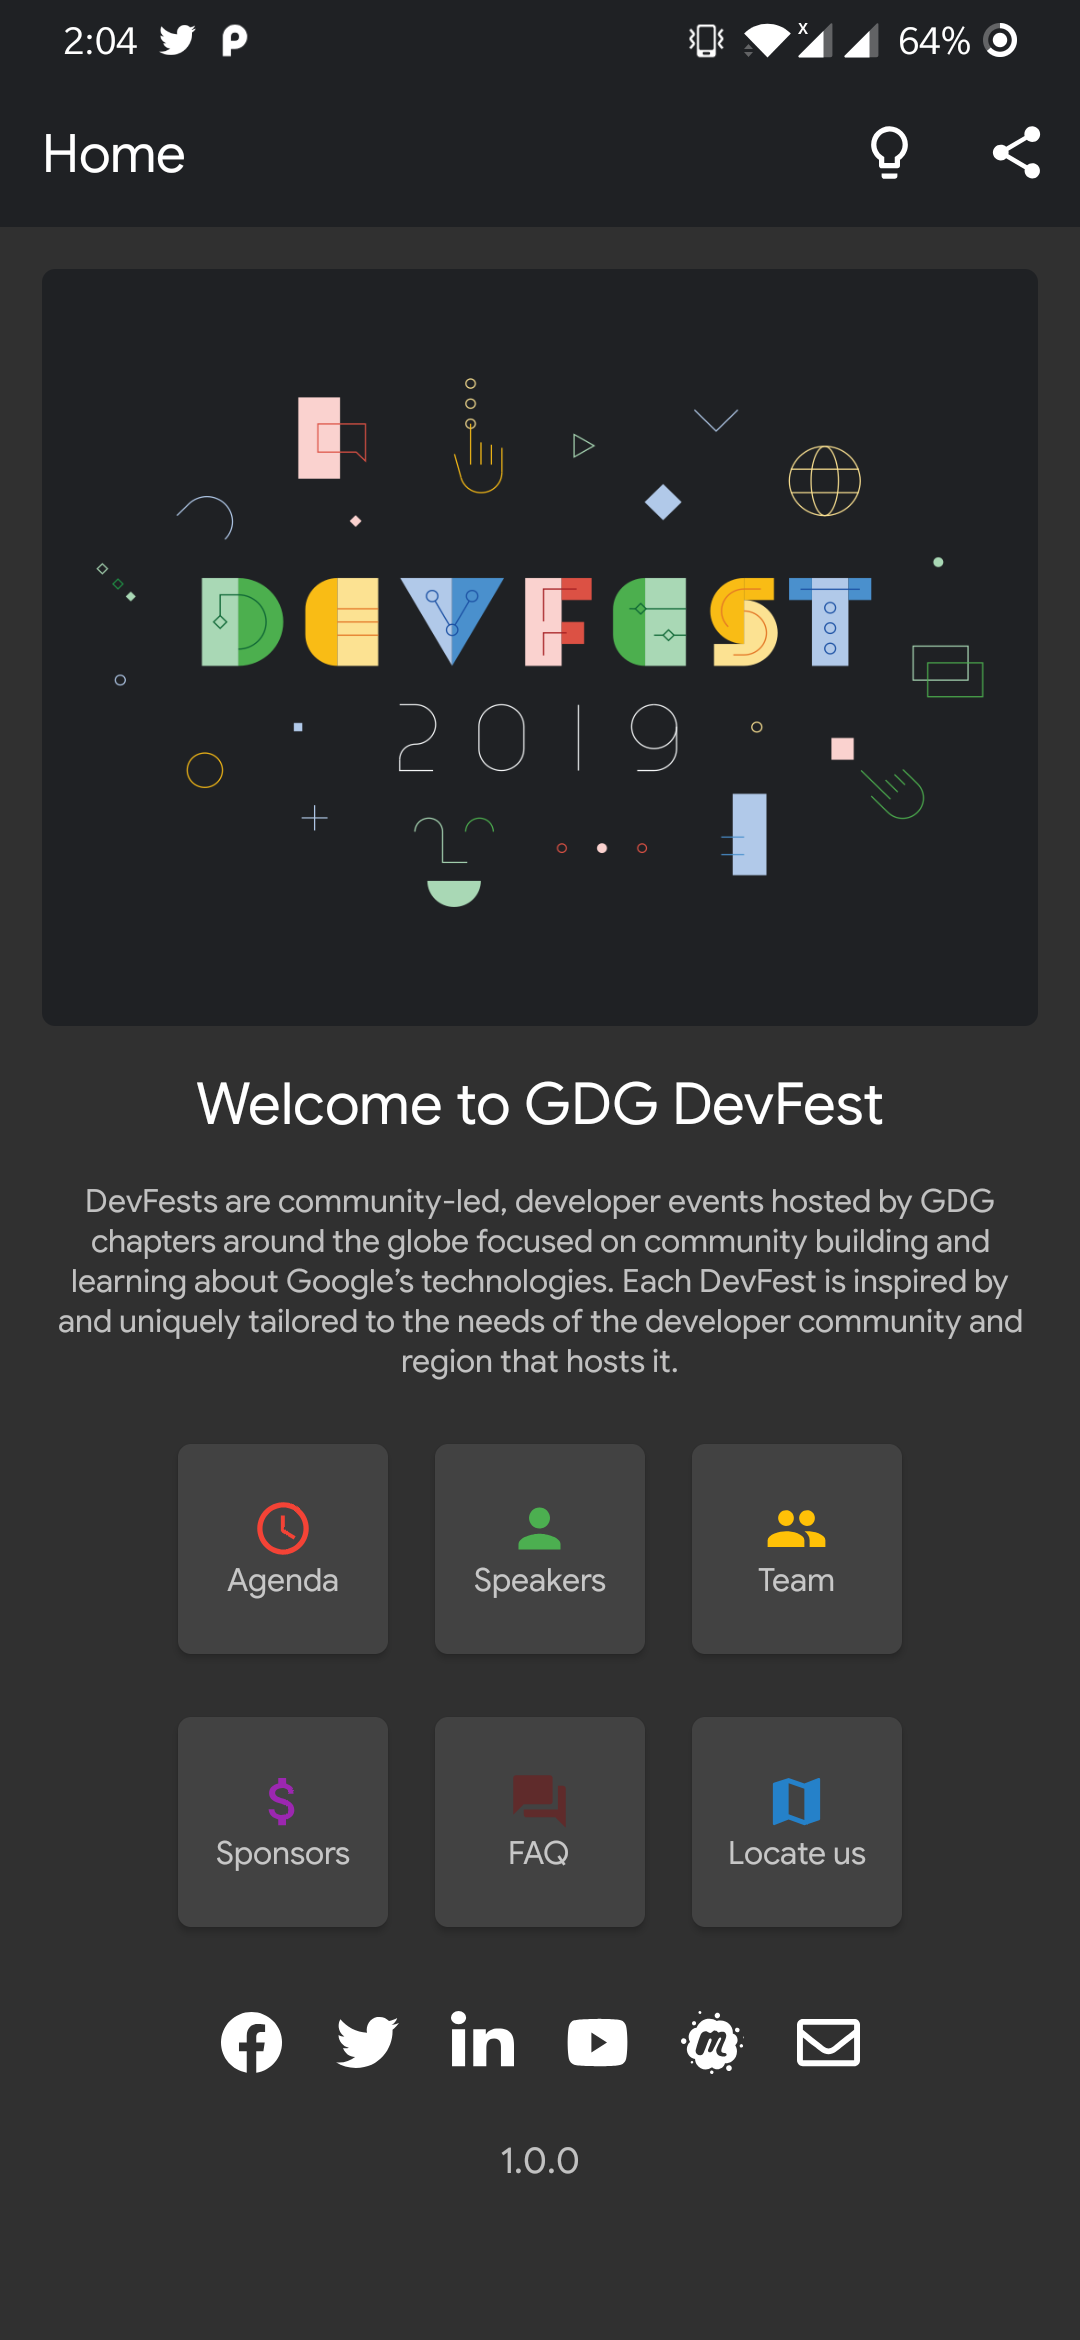 2:04
x
64%
Home
DEVFEST
2019
Welcome to GDG DevFest
DevFests are community-led, developer events hosted by GDG
chapters around the globe focused on community building and
learning about Google’s technologies. Each DevFest is inspired by
and uniquely tailored to the needs of the developer community and
region that hosts it.
Agenda
Speakers
Team
Sponsors
FAQ
Locate us
1.0.0